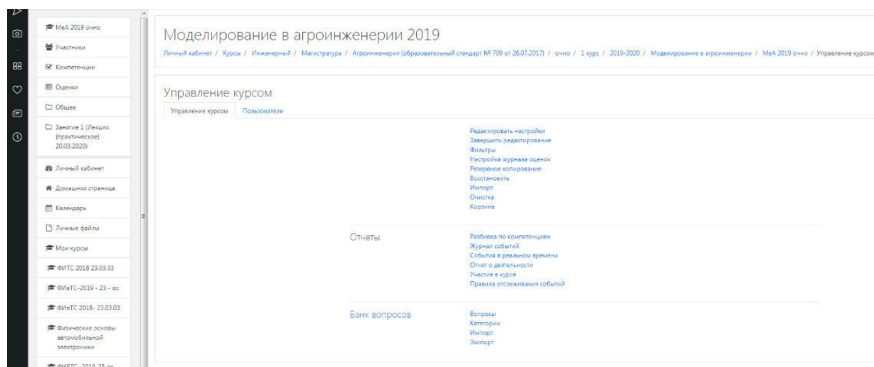 МвА 2019 очно
Участники
Компетенции
Оценки
Общее
Занятие 1 (Лекция
(практическое)
20.03.2020)
Личный кабинет
Домашняя страница
Календарь
Личные файлы
Мои курсы
ФИТС 2018 23.03.03
ФИвТС-2019 - 23 - зо
ФИвТС 2018- 23.03.03
Физические основы
автомобильной
электроники
Моделирование в агроинженерии 2019
Личный кабинет / Курсы / Инженерный / Магистратура / Агроинженерия (образовательный стандарт № 709 от 26.07.2017) / очно / 1 курс / 2019-2020 / Моделирование в агроинженерии / МвА 2019 очно / Управление курсом
Управление курсом
Управление курсом Пользователи
Редактировать настройки
Завершить редактирование
Фильтры
Настройка журнала оценок
Резервное копирование
Восстановить
Импорт
Очистка
Корзина
Отчеты
Разбивка по компетенциям
Журнал событий
События в реальном времени
Отчет о деятельности
Участие в курсе
Правила отслеживания событий
Банк вопросов
Вопросы
Категории
Импорт
Экспорт